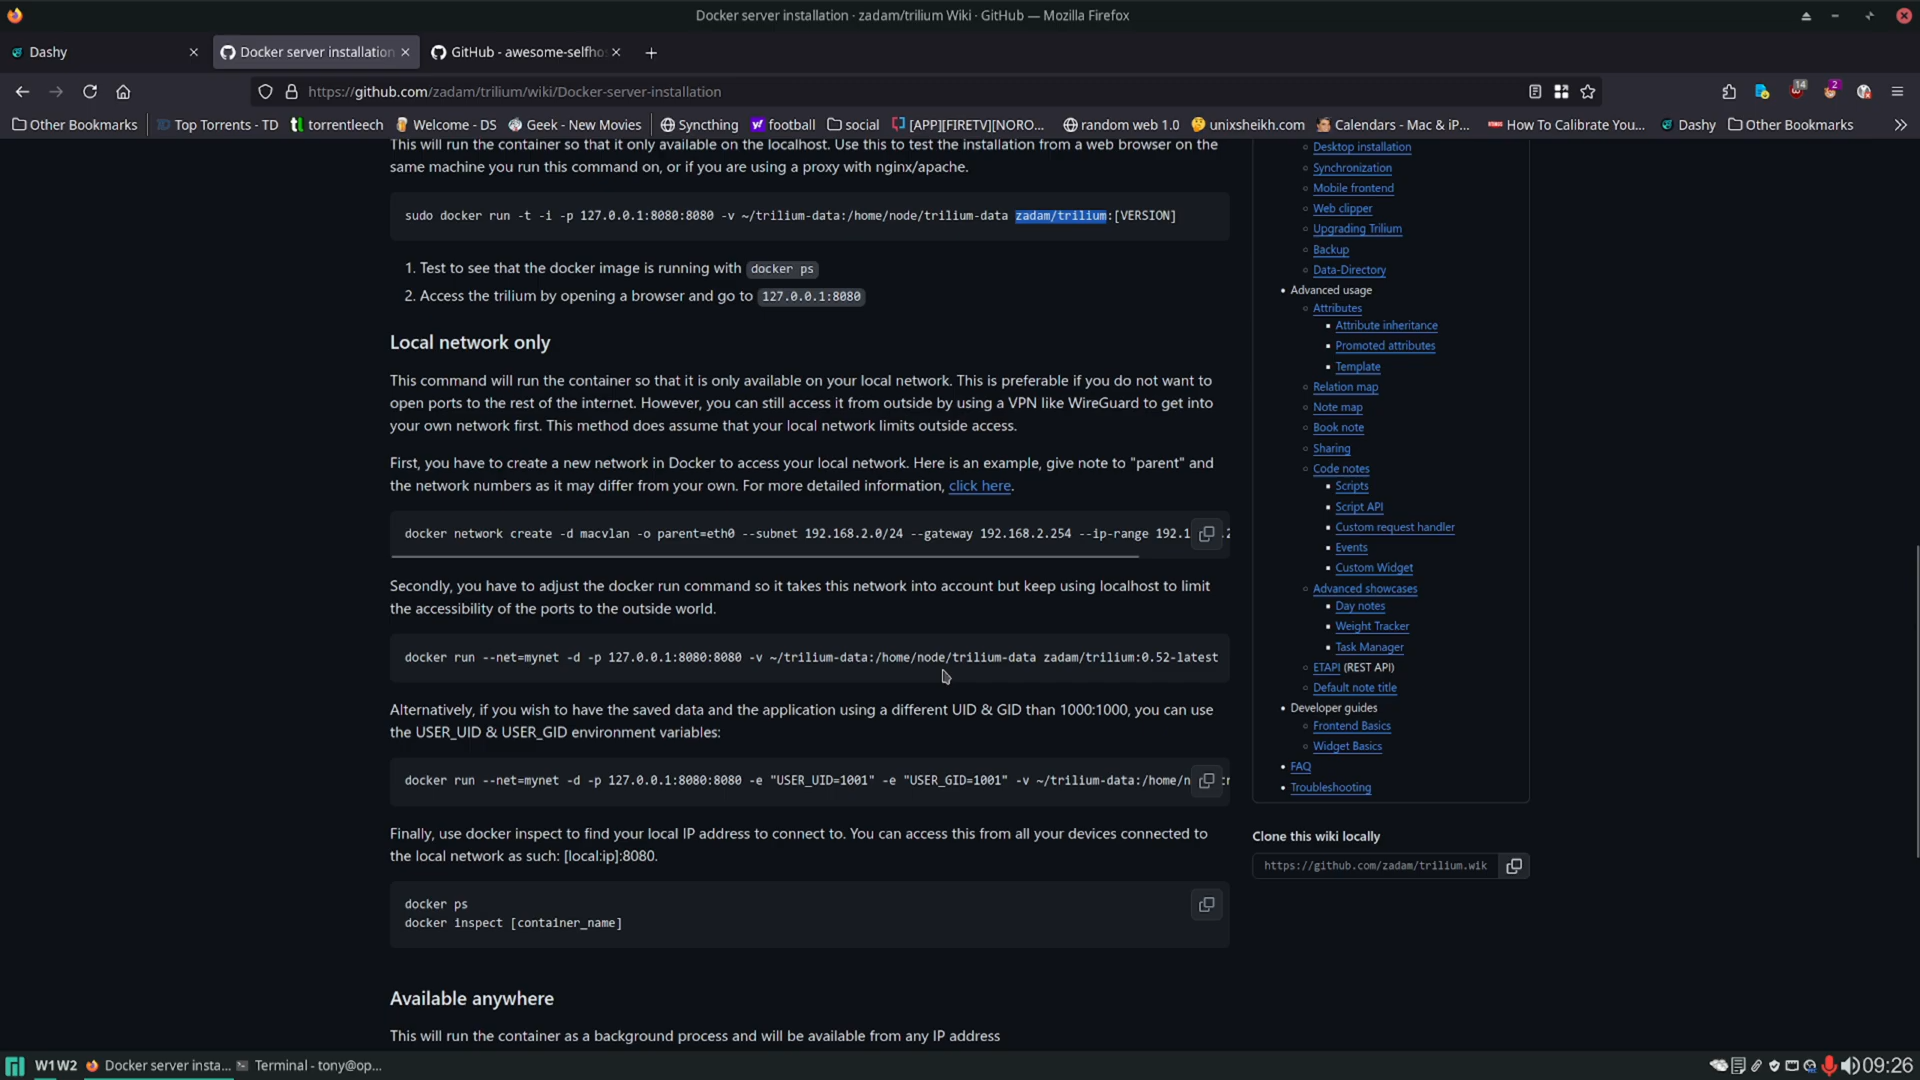 Docker server installation · zadam/trilium Wiki · GitHub — Mozilla Firefox
Dashy
Docker server installation
GitHub - awesome-selfho
https://github.com/zadam/trilium/wiki/Docker-server-installation
14
2
Other Bookmarks
Top Torrents - TD
torrentleech
Welcome - DS
Geek - New Movies
Syncthing
football
social
[APP][FIRETV][NORO...
random web 1.0
unixsheikh.com
Calendars - Mac & iP...
How To Calibrate You...
Dashy
Other Bookmarks
This will run the container so that it only available on the localhost. Use this to test the installation from a web browser on the
same machine you run this command on, or if you are using a proxy with nginx/apache.
sudo docker run -t -i -p 127.0.0.1:8080:8080 -v ~/trilium-data:/home/node/trilium-data zadam/trilium:[VERSION]
1. Test to see that the docker image is running with docker ps
2. Access the trilium by opening a browser and go to 127.0.0.1:8080
Local network only
This command will run the container so that it is only available on your local network. This is preferable if you do not want to
open ports to the rest of the internet. However, you can still access it from outside by using a VPN like WireGuard to get into
your own network first. This method does assume that your local network limits outside access.
First, you have to create a new network in Docker to access your local network. Here is an example, give note to "parent" and
the network numbers as it may differ from your own. For more detailed information, click here.
docker network create -d macvlan -o parent=eth0 --subnet 192.168.2.0/24 --gateway 192.168.2.254 --ip-range 192.1
Secondly, you have to adjust the docker run command so it takes this network into account but keep using localhost to limit
the accessibility of the ports to the outside world.
docker run --net=mynet -d -p 127.0.0.1:8080:8080 -v ~/trilium-data:/home/node/trilium-data zadam/trilium:0.52-latest
Alternatively, if you wish to have the saved data and the application using a different UID & GID than 1000:1000, you can use
the USER_UID & USER_GID environment variables:
docker run --net=mynet -d -p 127.0.0.1:8080:8080 -e "USER_UID=1001" -e "USER_GID=1001" -v ~/trilium-data:/home/n
Finally, use docker inspect to find your local IP address to connect to. You can access this from all your devices connected to
the local network as such: [local:ip]:8080.
docker ps
docker inspect [container_name]
Available anywhere
This will run the container as a background process and will be available from any IP address
Desktop installation
Synchronization
Mobile frontend
Web clipper
Upgrading Trilium
Backup
Data-Directory
Advanced usage
Attributes
Attribute inheritance
Promoted attributes
Template
Relation map
Note map
Book note
Sharing
Code notes
Scripts
Script API
Custom request handler
Events
Custom Widget
Advanced showcases
Day notes
Weight Tracker
Task Manager
ETAPI (REST API)
Default note title
Developer guides
Frontend Basics
Widget Basics
FAQ
Troubleshooting
Clone this wiki locally
https://github.com/zadam/trilium.wik
W1 W2
Docker server insta...
Terminal - tony@op...
09:26